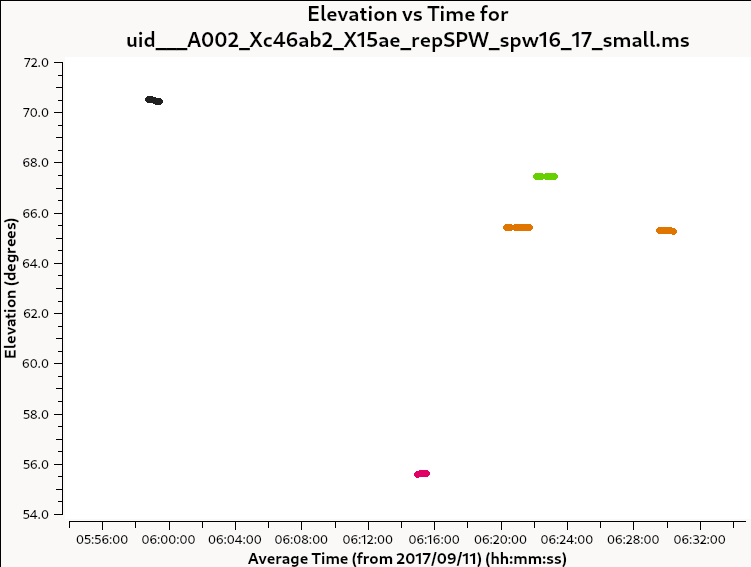 Elevation vs Time for
uid___A002_Xc46ab2_X15ae_repSPW_spw16_17_small.ms
72.0
70.0
68.0
66.0
64.0
62.0
60.0
58.0
56.0
54.0
Elevation (degrees)
05:56:00 06:00:00 06:04:00 06:08:00 06:12:00 06:16:00 06:20:00 06:24:00 06:28:00 06:32:00
Average Time (from 2017/09/11) (hh:mm:ss)